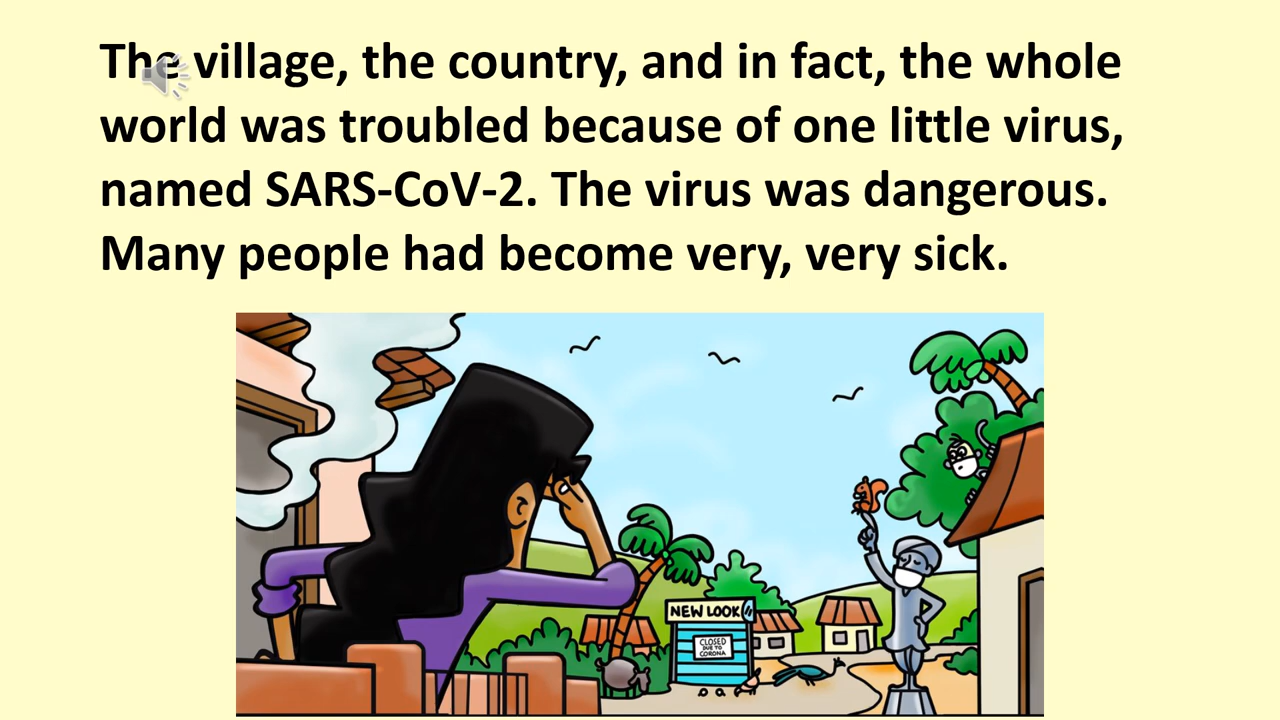 The village, the country, and in fact, the whole
world was troubled because of one little virus,
named SARS-CoV-2. The virus was dangerous.
Many people had become very, very sick.
NEW LOOK
CLOSED
DUE TO
CORONA